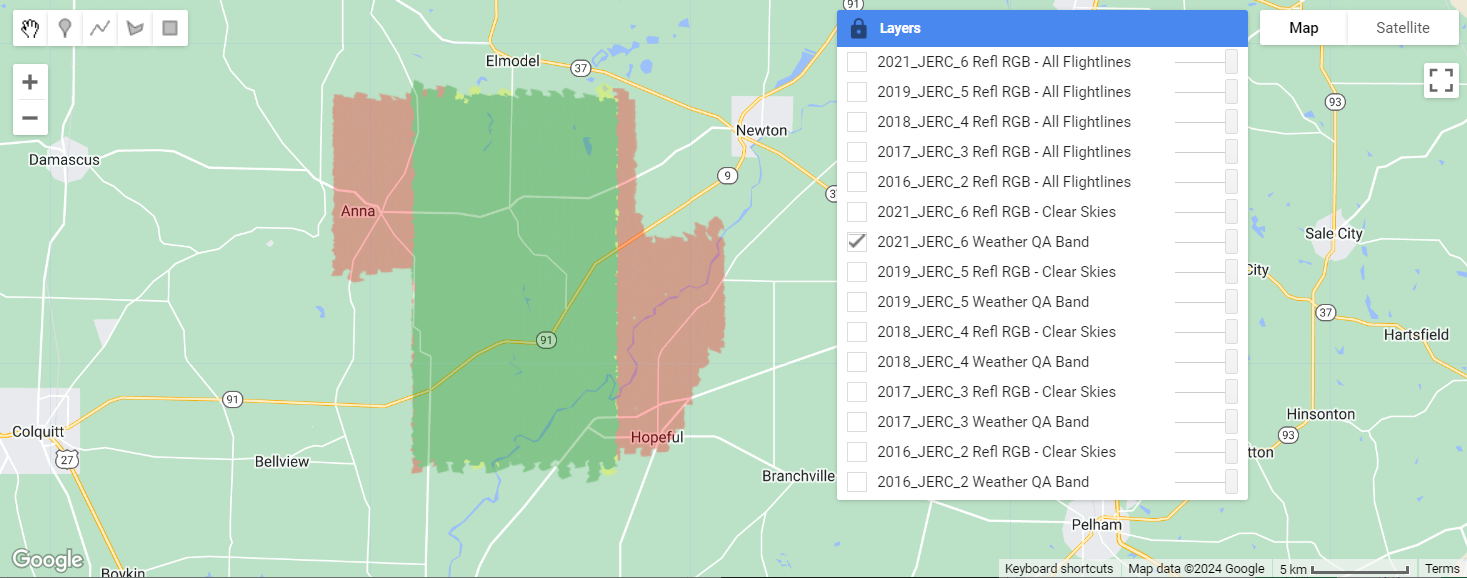 91
Elmodel
37
Newton
Damascus
9
3
Anna
91
91
Colquitt
27
Bellview
Hopeful
Branchville
Boykin
Google
Layers
2021_JERC_6 Refl RGB - All Flightlines
2019_JERC_5 Refl RGB - All Flightlines
2018_JERC_4 Refl RGB - All Flightlines
2017_JERC_3 Refl RGB - All Flightlines
2016_JERC_2 Refl RGB - All Flightlines
2021_JERC_6 Refl RGB - Clear Skies
2021_JERC_6 Weather QA Band
2019_JERC_5 Refl RGB - Clear Skies
2019_JERC_5 Weather QA Band
2018_JERC_4 Refl RGB - Clear Skies
2018_JERC_4 Weather QA Band
2017_JERC_3 Refl RGB - Clear Skies
2017_JERC_3 Weather QA Band
2016_JERC_2 Refl RGB - Clear Skies
2016_JERC_2 Weather QA Band
Map Satellite
93
Sale City
City
37
Hartsfield
Hinsonton
93
tton
Pelham
Keyboard shortcuts Map data ©2024 Google 5 km Terms